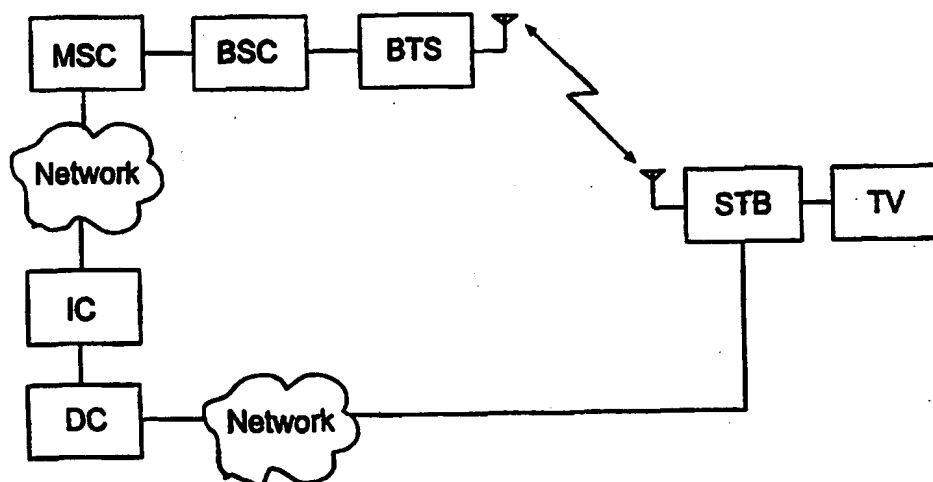 MSC
BSC
BTS
Network
STB
TV
IC
DC
Network